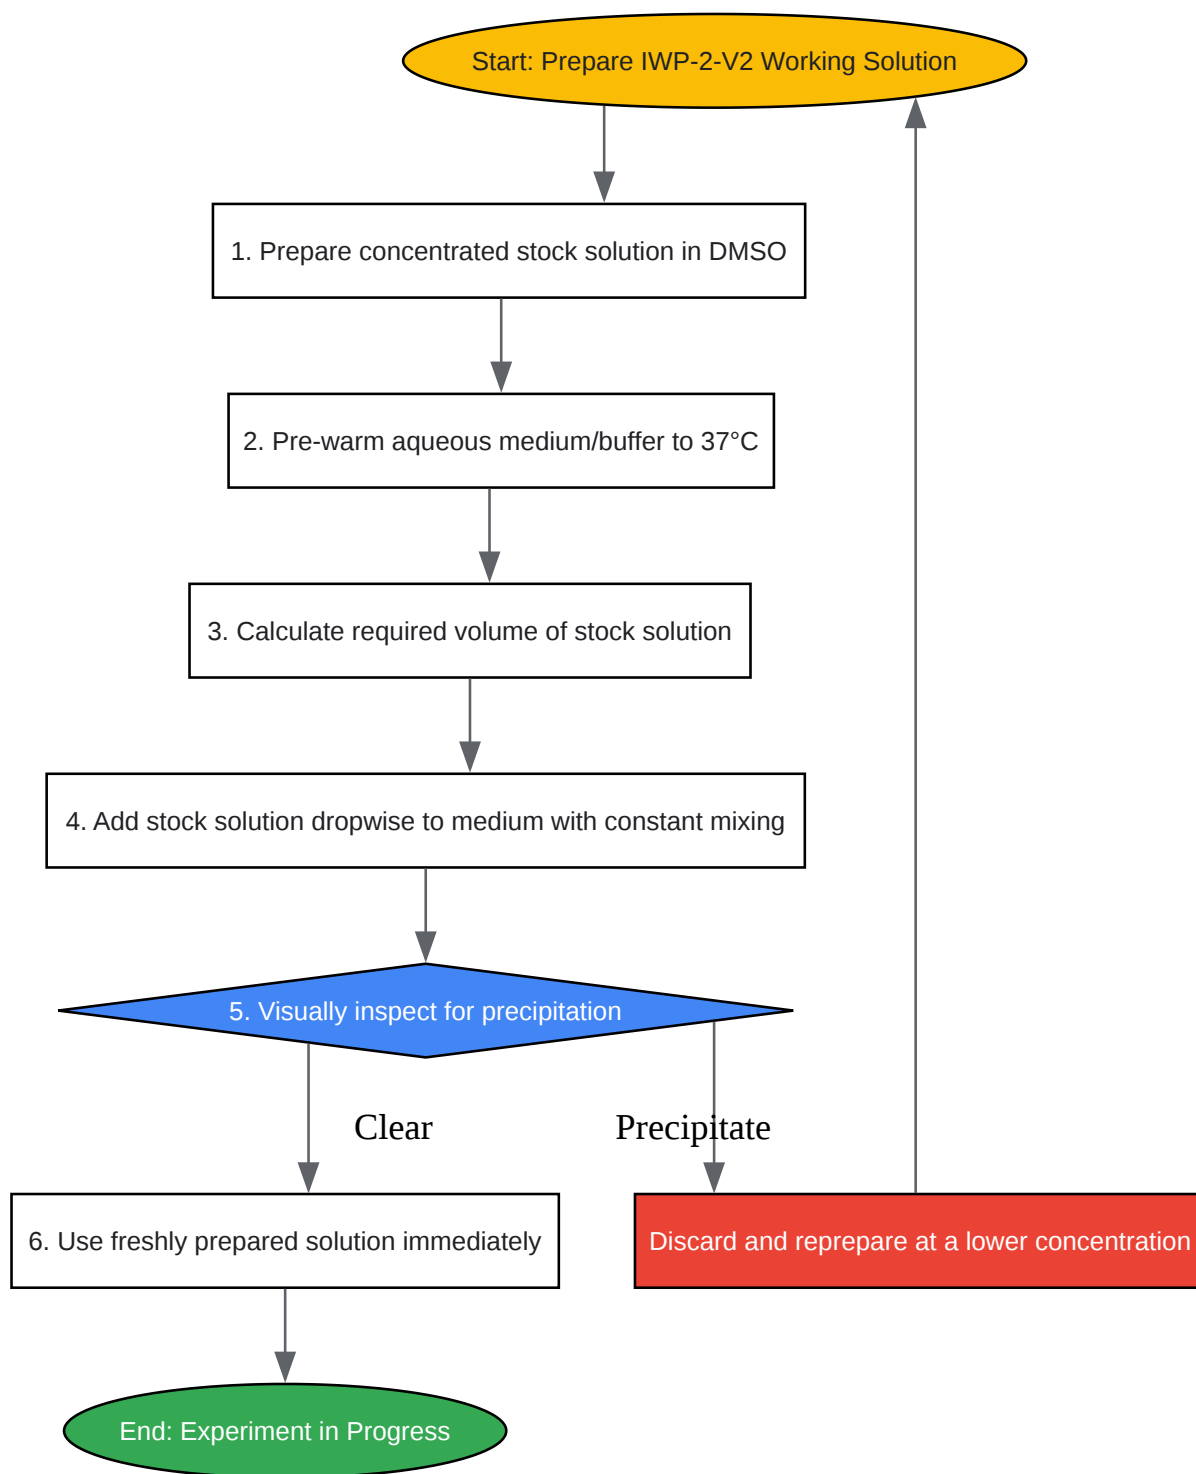 Start: Prepare IWP-2-V2 Working Solution
1. Prepare concentrated stock solution in DMSO
2. Pre-warm aqueous medium/buffer to 37°C
3. Calculate required volume of stock solution
4. Add stock solution dropwise to medium with constant mixing
5. Visually inspect for precipitation
Clear
Precipitate
6. Use freshly prepared solution immediately
Discard and reprepare at a lower concentration
End: Experiment in Progress